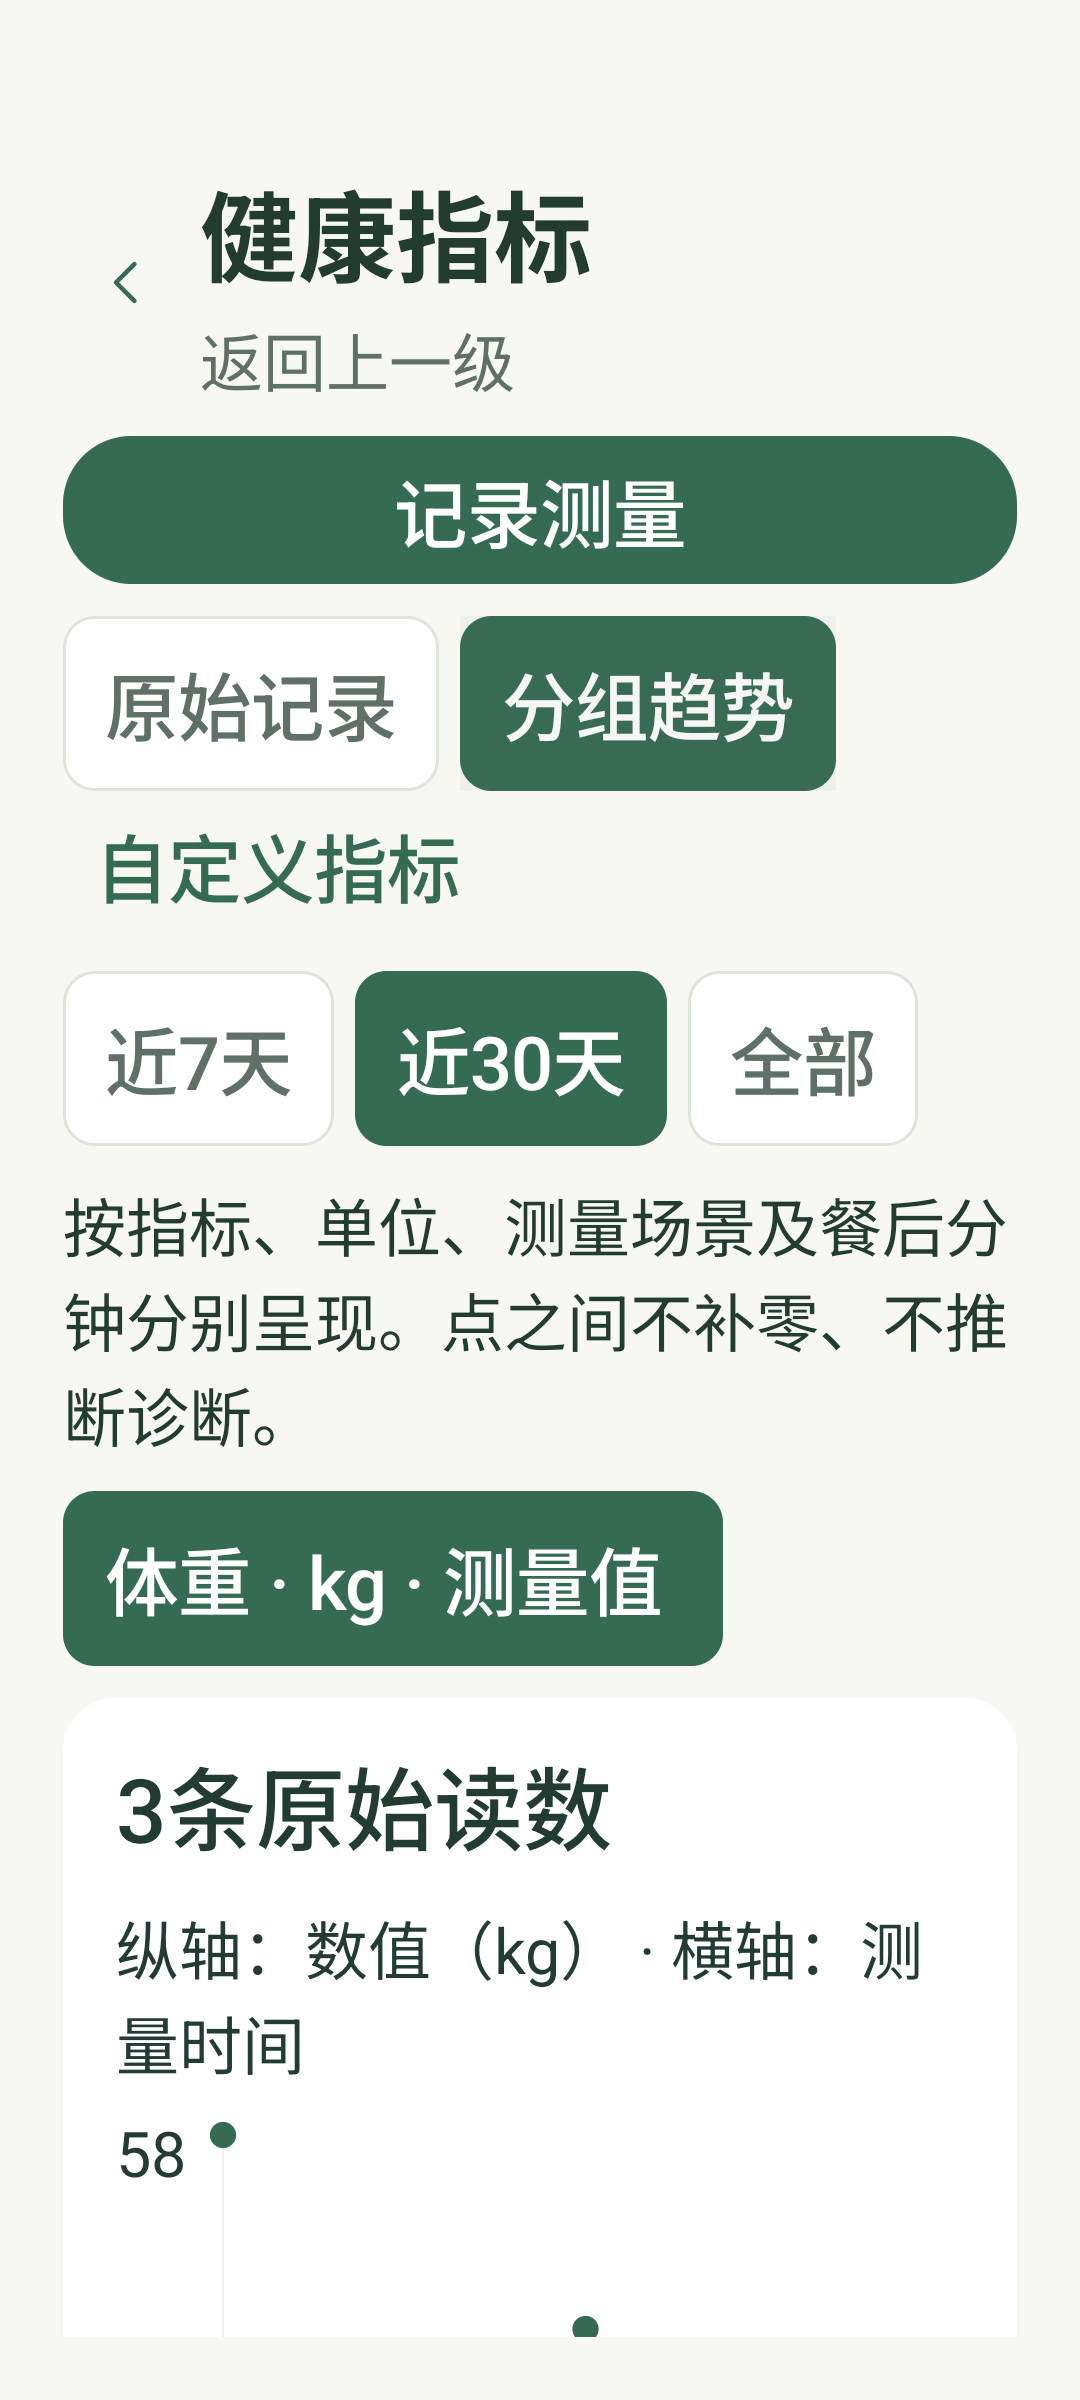 健康指标
返回上一级
记录测量
原始记录
分组趋势
自定义指标
近7天
近30天
全部
按指标、单位、测量场景及餐后分
钟分别呈现。点之间不补零、不推
断诊断。
体重 · kg · 测量值
3条原始读数
纵轴：数值（kg） · 横轴：测
量时间
58